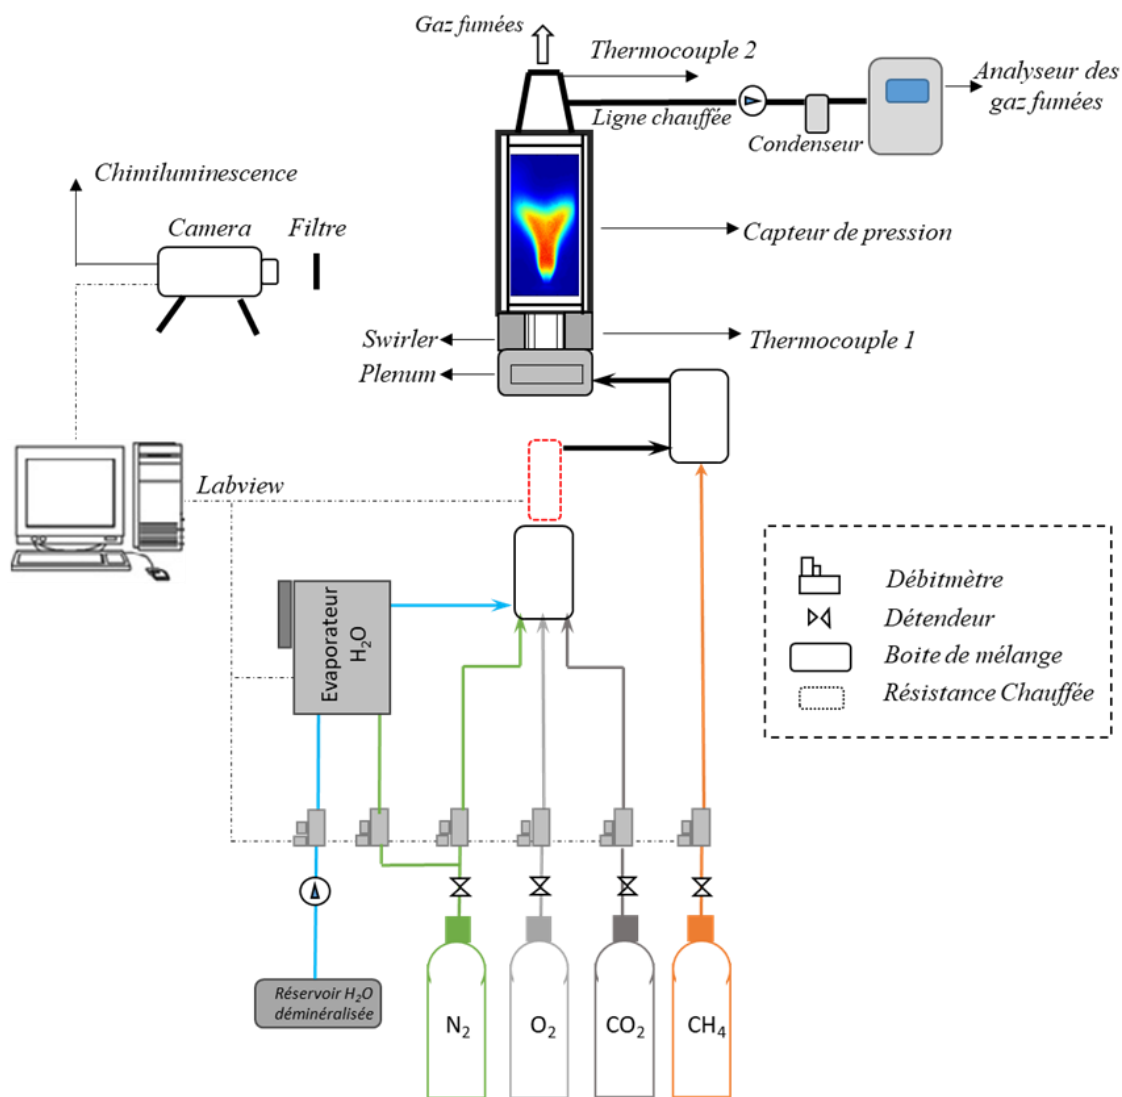 Gaz fumées
Thermocouple 2
Analyseur des
gaz fumées
Ligne chauffée
Condenseur
Chimiluminescence
Camera
Filtre
Capteur de pression
Swirler
Thermocouple 1
Plenum
Labview
Evaporateur
H₂O
Débitmètre
Détendeur
Boite de mélange
Résistance Chauffée
Réservoir H₂O
déminéralisée
N₂
O₂
CO₂
CH₄